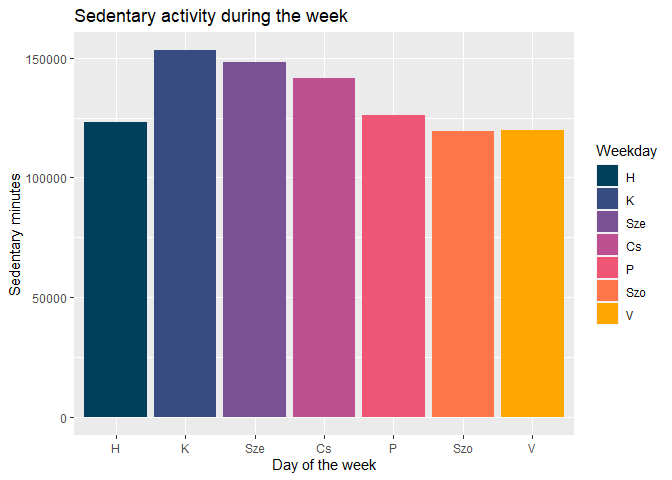 Sedentary activity during the week
Sedentary minutes
150000
100000
50000
0
H
K
Sze
Cs
P
Szo
V
Day of the week
Weekday
H
K
Sze
Cs
P
Szo
V